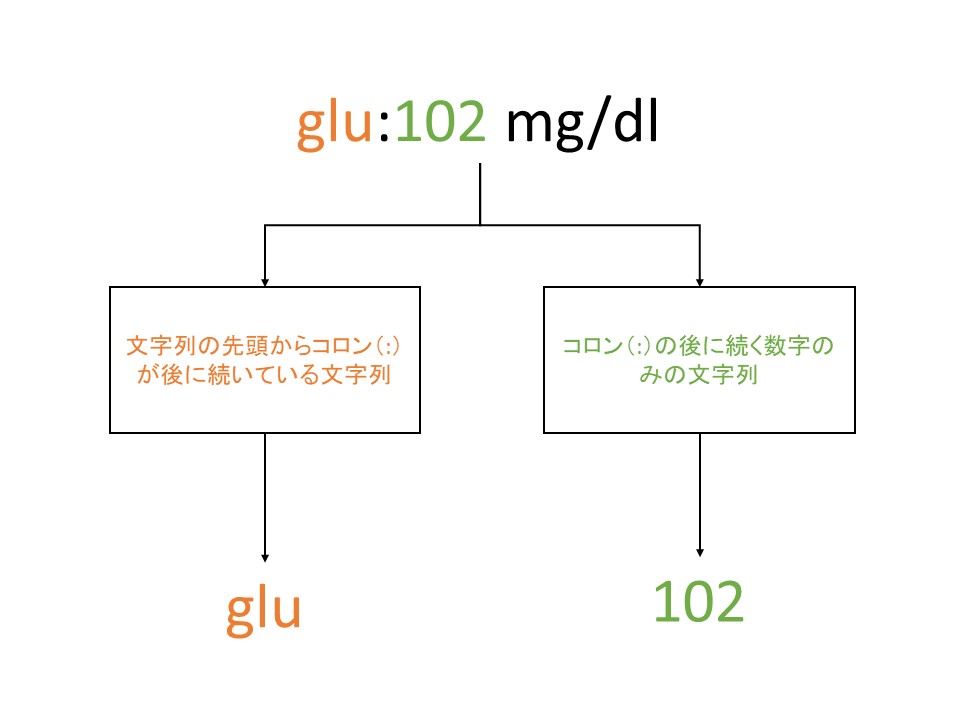 glu:102 mg/dl
文字列の先頭からコロン（:）
が後に続いている文字列
コロン（:）の後に続く数字の
みの文字列
glu
102